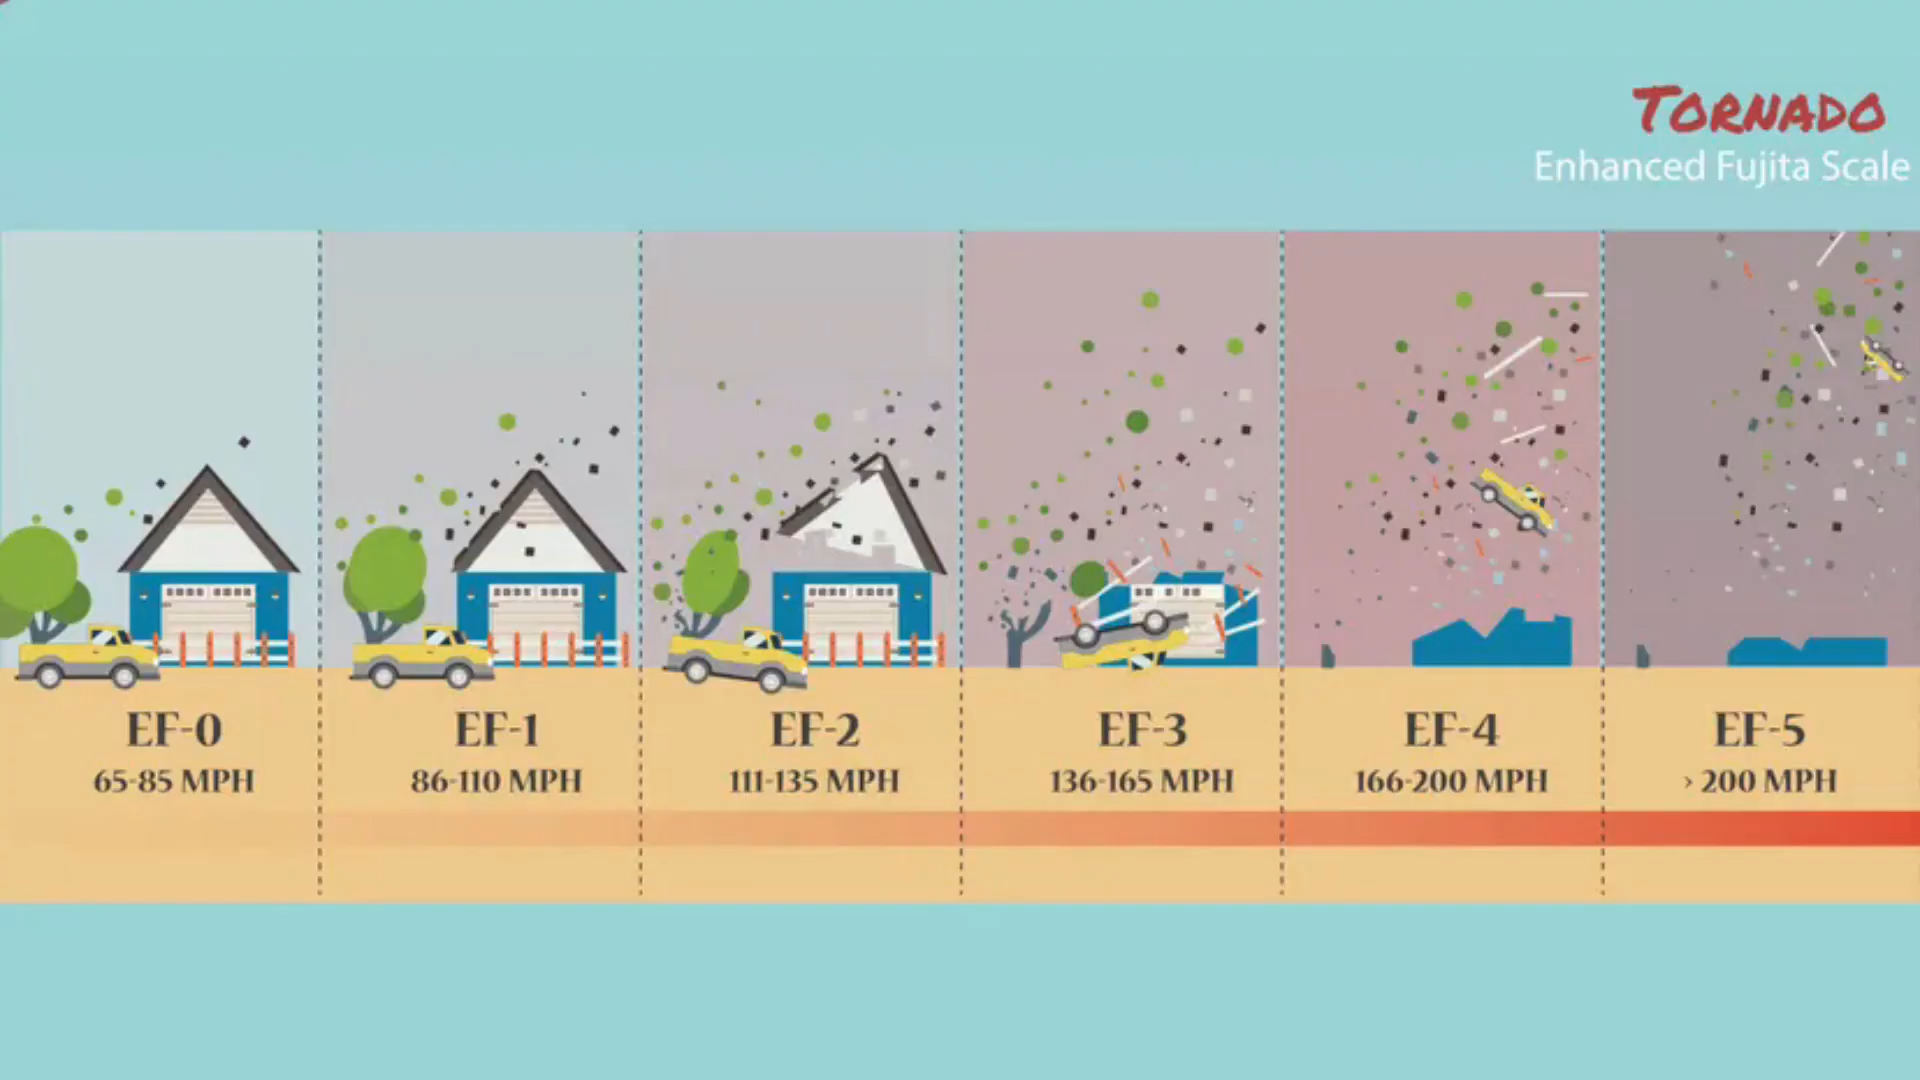 TORNADO
Enhanced Fujita Scale
EF-0
65-85 MPH
EF-1
86-110 MPH
EF-2
111-135 MPH
EF-3
136-165 MPH
EF-4
166-200 MPH
EF-5
> 200 MPH